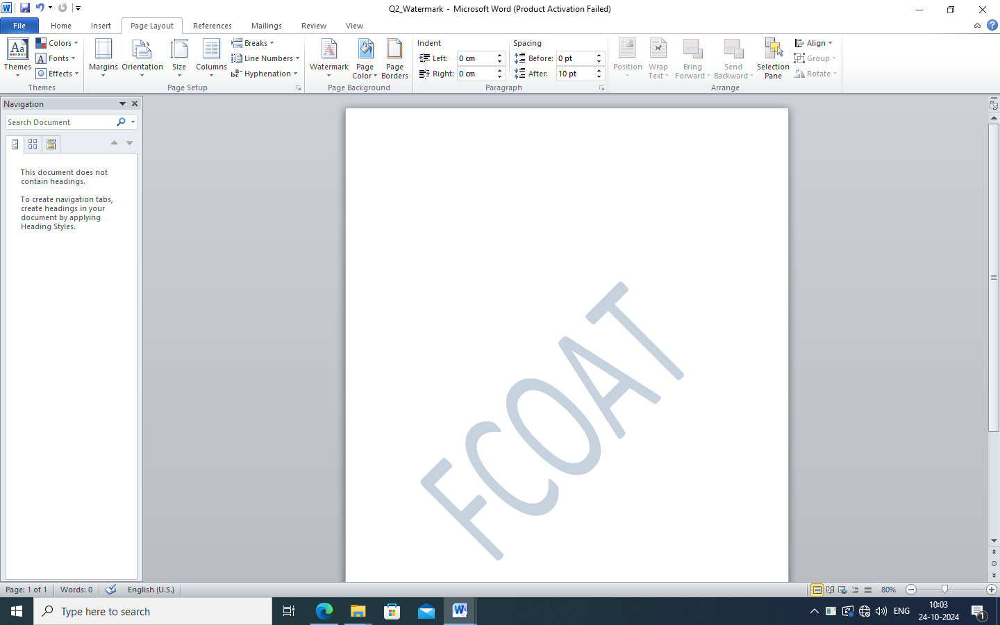 Q2_Watermark - Microsoft Word (Product Activation Failed)
File Home Insert Page Layout References Mailings Review View
Aa Themes Colors Fonts Effects Themes
Margins Orientation Size Columns Breaks Line Numbers Hyphenation Page Setup
Watermark Page Color Page Borders Page Background
Indent Left: 0 cm Right: 0 cm Spacing Before: 0 pt After: 10 pt Paragraph
Position Wrap Text Bring Forward Send Backward Selection Pane Align Group Rotate Arrange
Navigation
Search Document
This document does not
contain headings.
To create navigation tabs,
create headings in your
document by applying
Heading Styles.
FCOAT
Page: 1 of 1 Words: 0 English (U.S.) 80%
Type here to search
ENG
10:03
24-10-2024
1